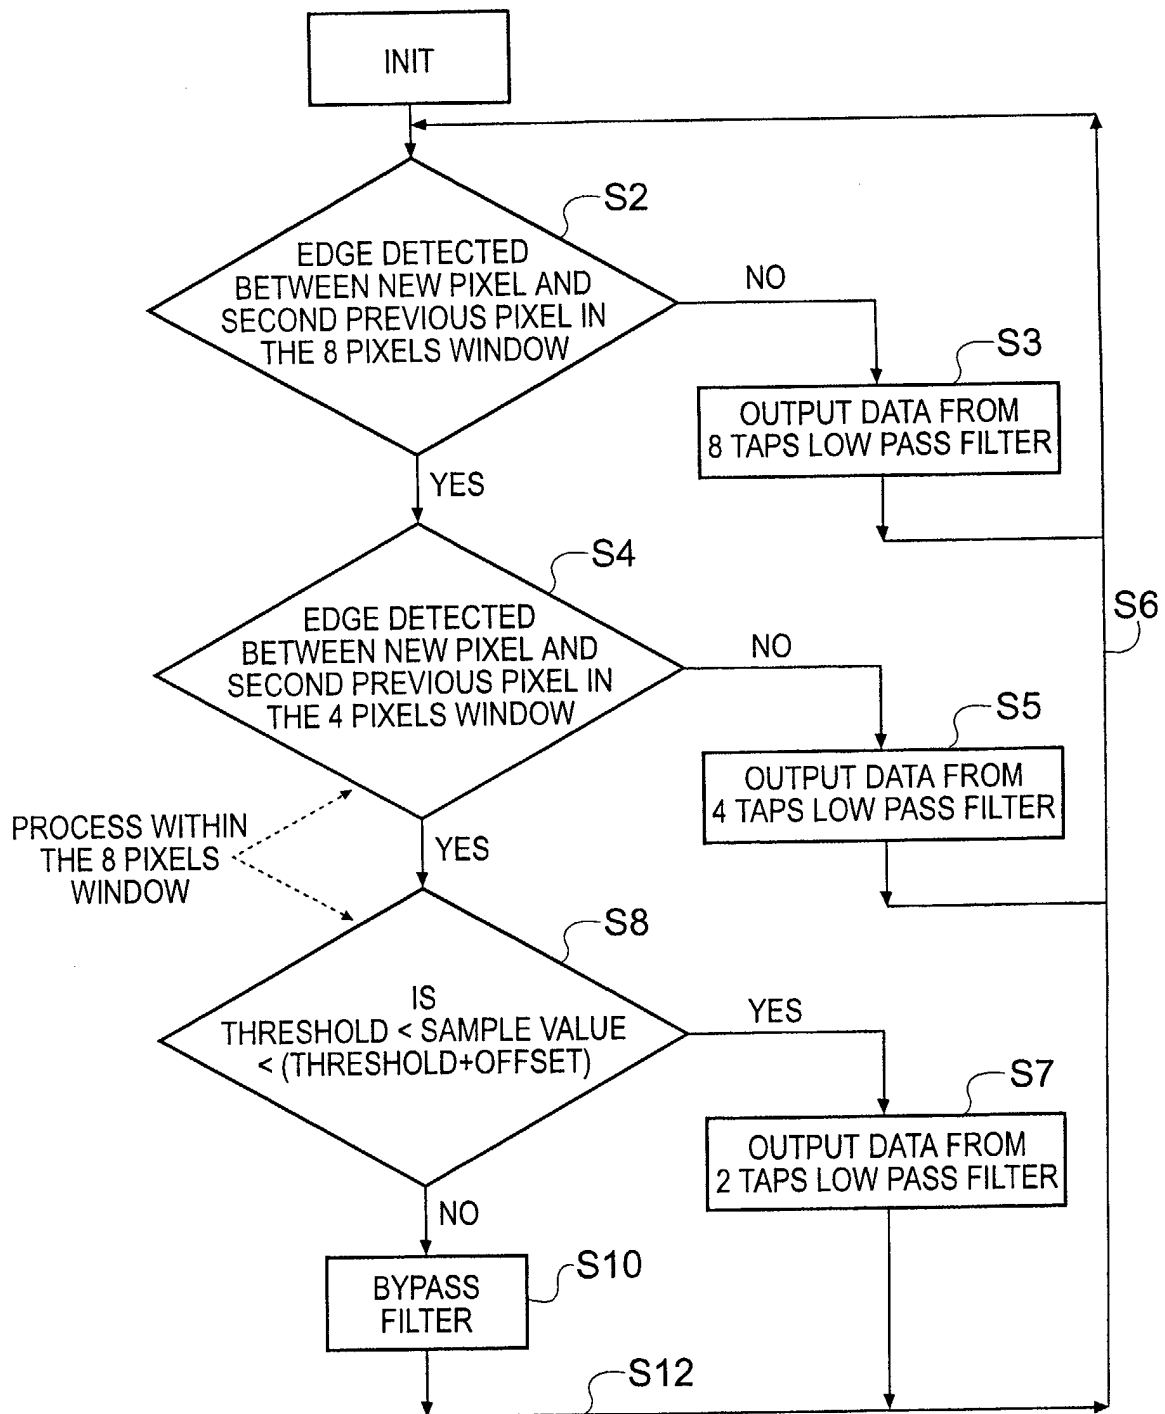 INIT
S2
EDGE DETECTED
BETWEEN NEW PIXEL AND
SECOND PREVIOUS PIXEL IN
THE 8 PIXELS WINDOW
NO
S3
OUTPUT DATA FROM
8 TAPS LOW PASS FILTER
YES
S4
EDGE DETECTED
BETWEEN NEW PIXEL AND
SECOND PREVIOUS PIXEL IN
THE 4 PIXELS WINDOW
NO
S6
S5
OUTPUT DATA FROM
4 TAPS LOW PASS FILTER
PROCESS WITHIN
THE 8 PIXELS
WINDOW
YES
S8
IS
THRESHOLD < SAMPLE VALUE
< (THRESHOLD+OFFSET)
YES
S7
OUTPUT DATA FROM
2 TAPS LOW PASS FILTER
NO
S10
BYPASS
FILTER
S12